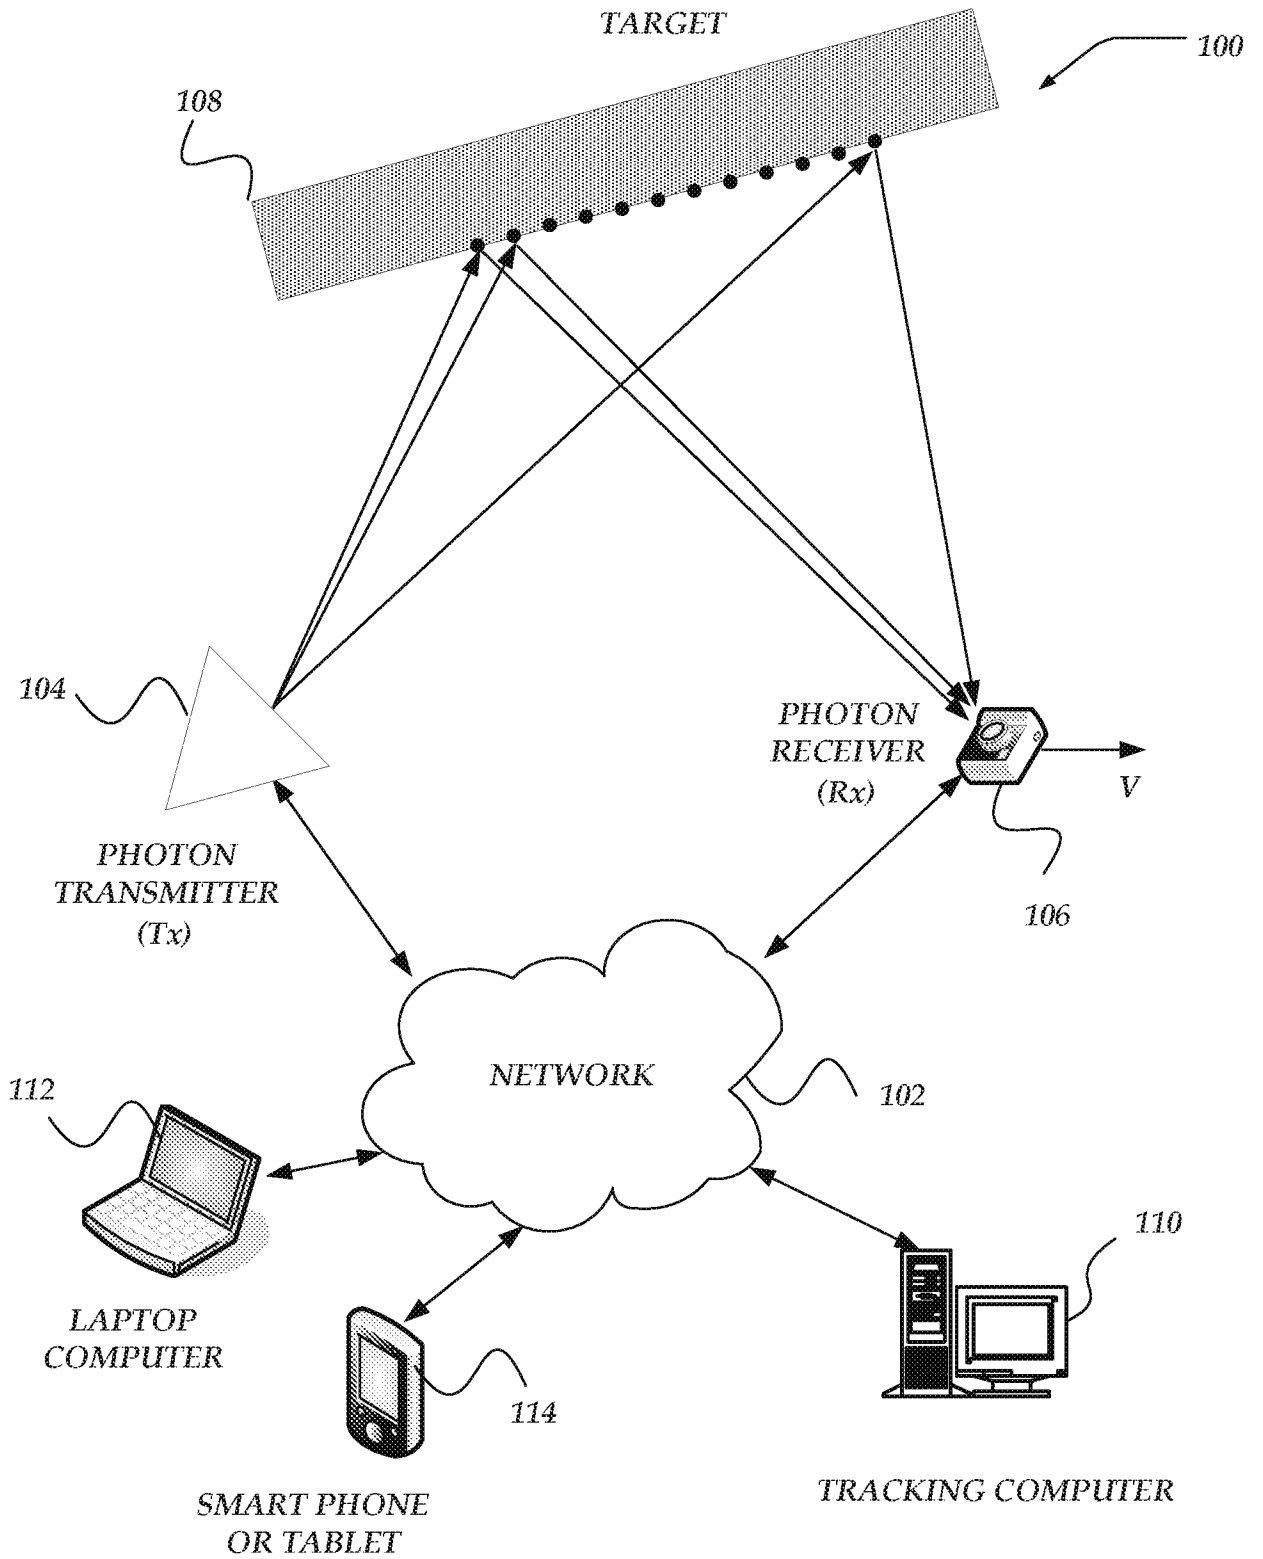 TARGET
100
108
104
PHOTON
RECEIVER
(Rx)
V
PHOTON
TRANSMITTER
(Tx)
106
NETWORK
112
102
110
LAPTOP
COMPUTER
114
TRACKING COMPUTER
SMART PHONE
OR TABLET